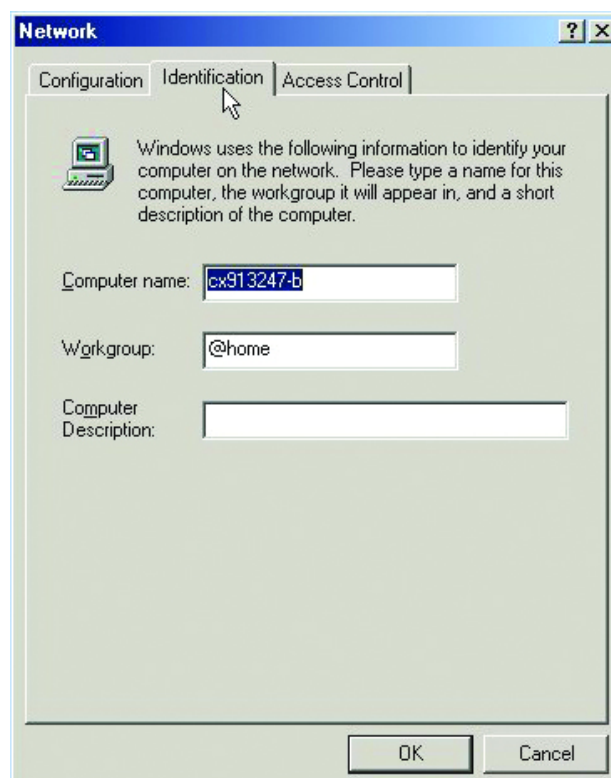 Network
Configuration Identification Access Control
Windows uses the following information to identify your
computer on the network. Please type a name for this
computer, the workgroup it will appear in, and a short
description of the computer.
Computer name: cx913247-b
Workgroup: @home
Computer
Description:
OK Cancel